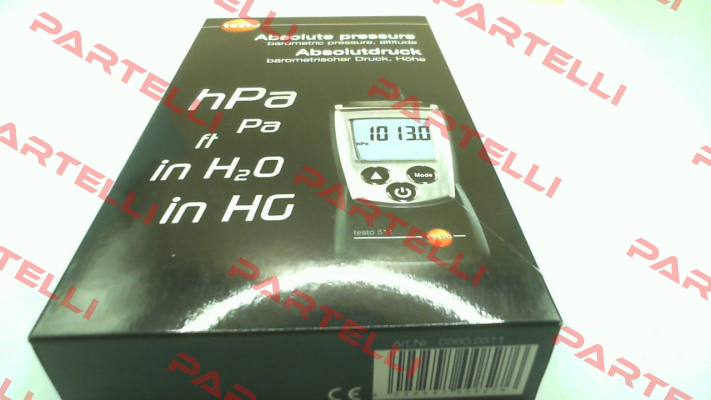 testo
Absolute pressure
barometric pressure, altitude
Absolutdruck
barometrischer Druck, Höhe
hPa
ft Pa
in H2O
in HG
1013.0
hPa
Mode
testo 511
testo
Art.Nr. 0560.0511
CE
PARTELLI
PARTELLI
PARTELLI
PARTELLI
PARTELLI
PARTELLI
PARTELLI
PARTELLI
PARTELLI